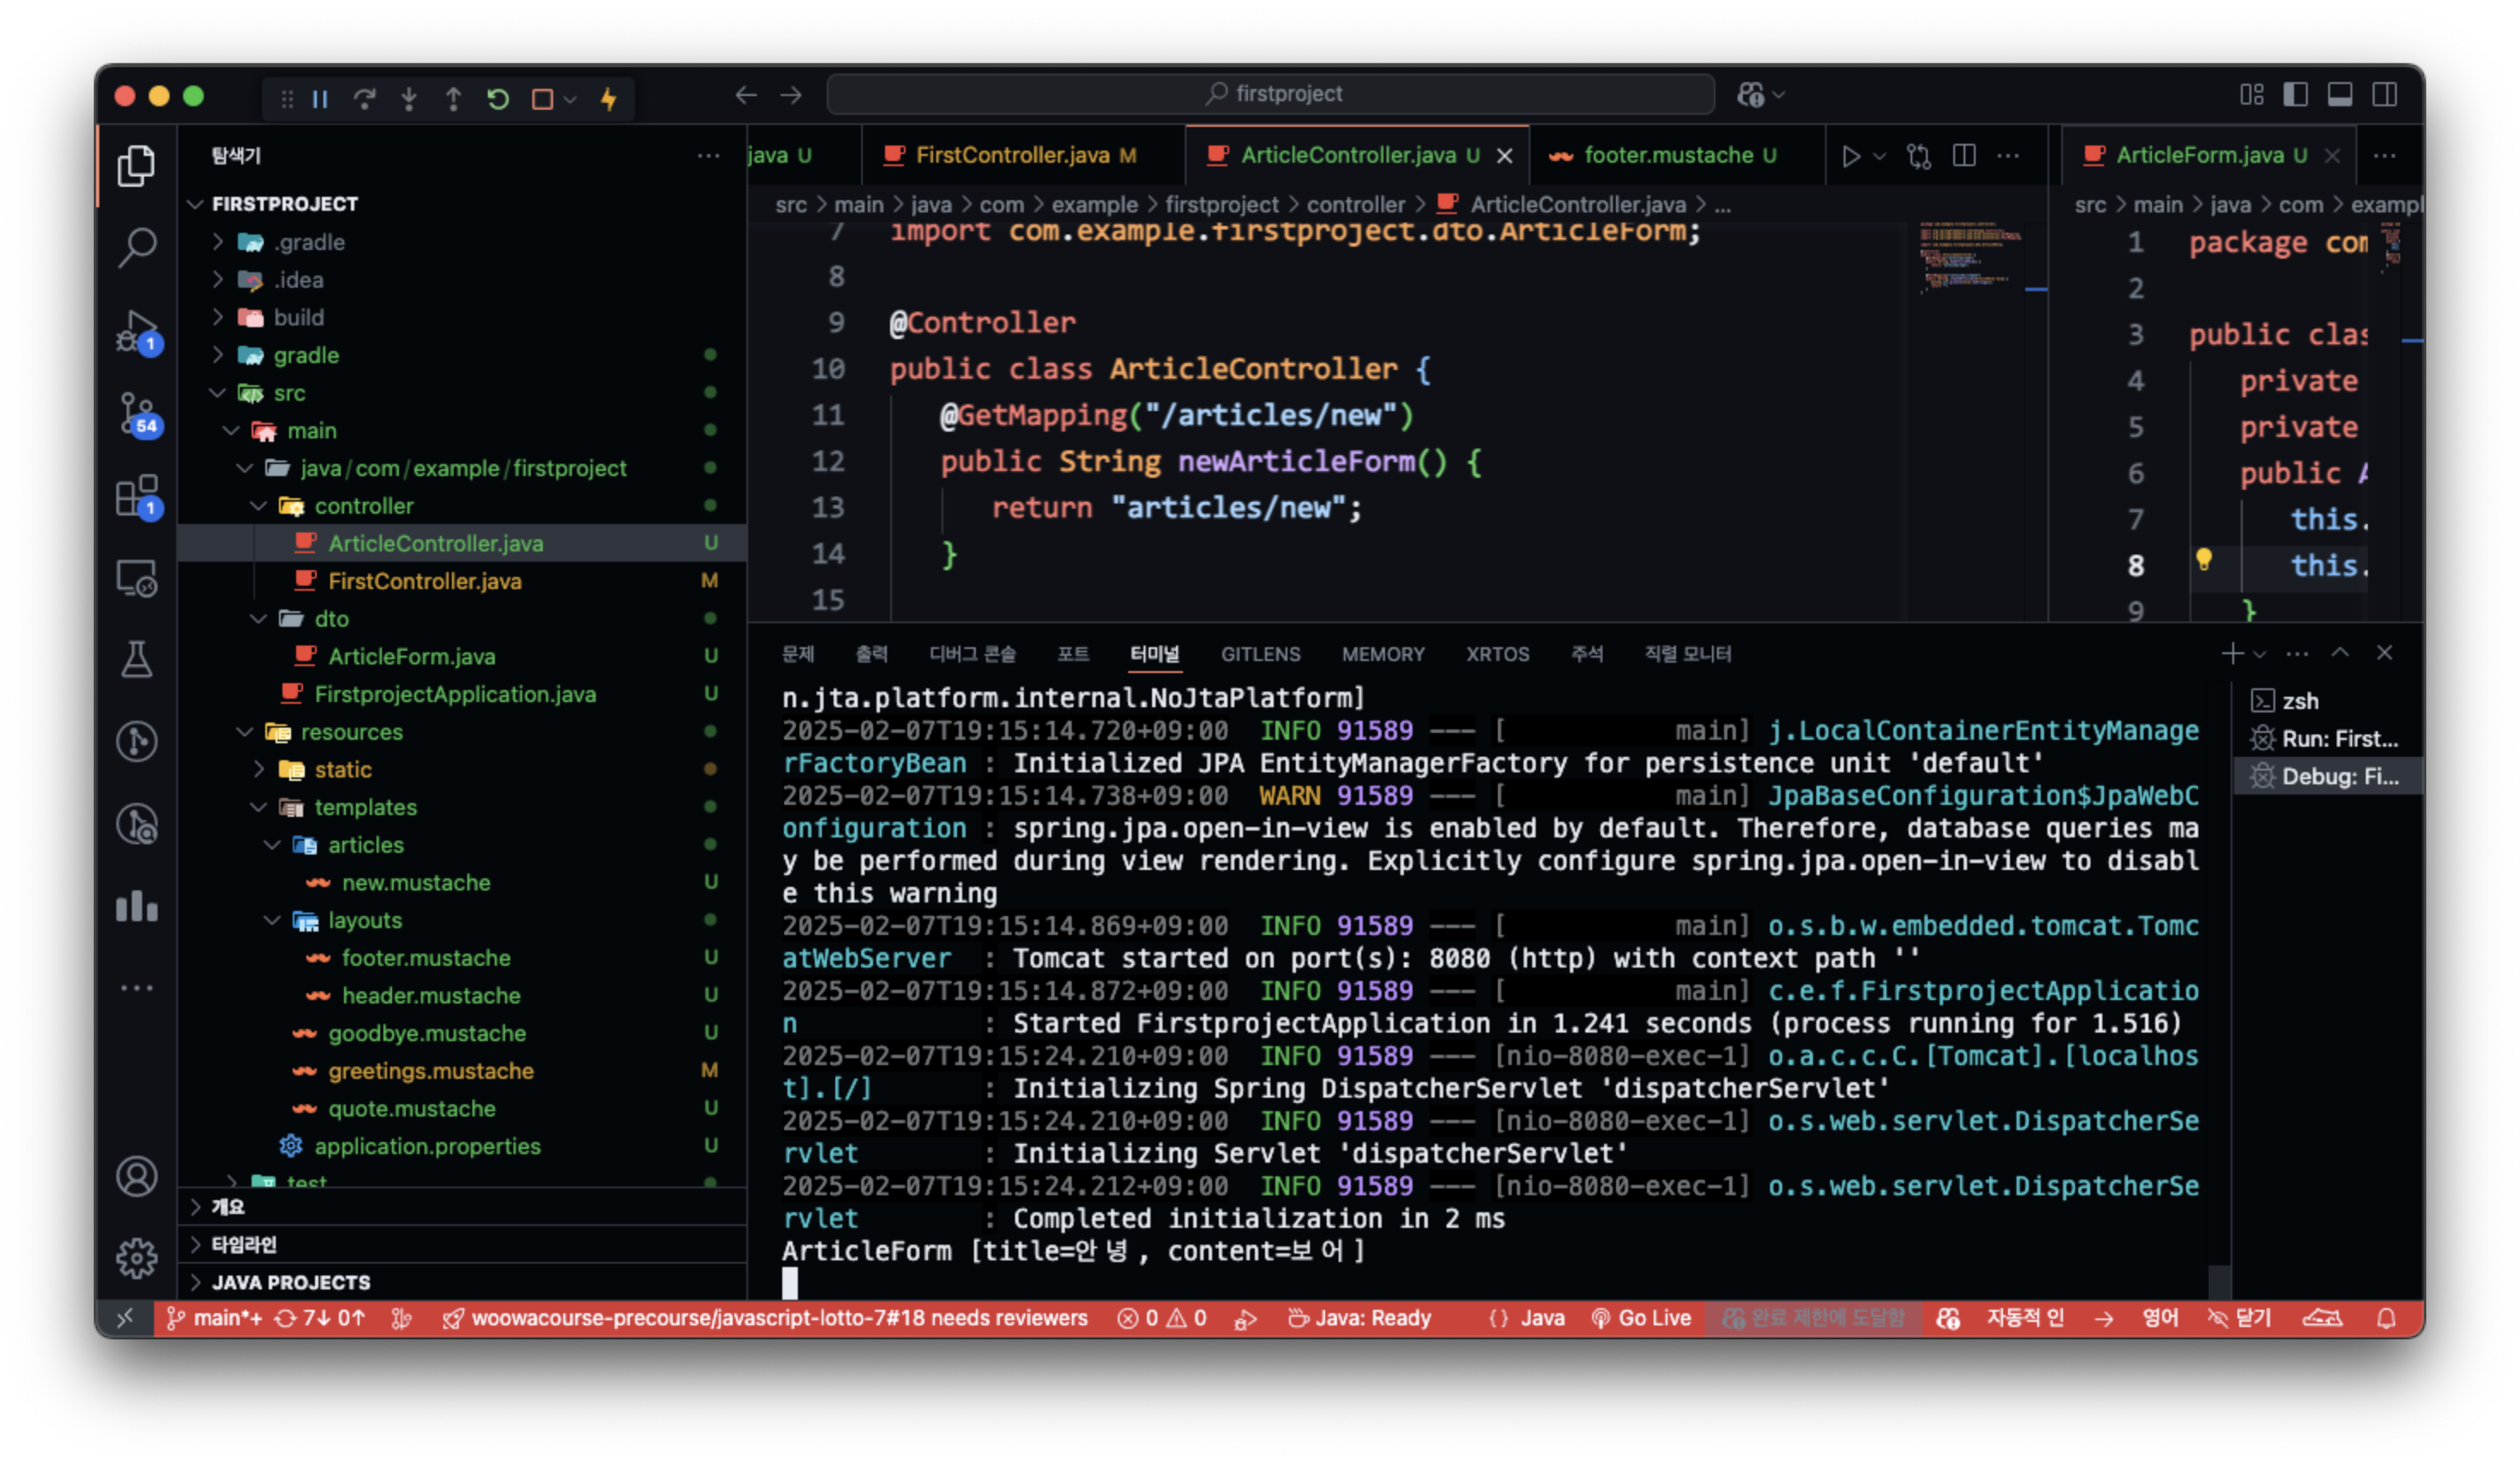 firstproject
탐색기
FIRSTPROJECT
.gradle
.idea
build
gradle
src
main
java/com/example/firstproject
controller
ArticleController.java U
FirstController.java M
dto
ArticleForm.java U
FirstprojectApplication.java U
resources
static
templates
articles
new.mustache U
layouts
footer.mustache U
header.mustache U
goodbye.mustache U
greetings.mustache M
quote.mustache U
application.properties U
test
개요
타임라인
JAVA PROJECTS
1
54
1
java U
FirstController.java M
ArticleController.java U
footer.mustache U
src > main > java > com > example > firstproject > controller > ArticleController.java > ...
7 import com.example.firstproject.dto.ArticleForm;
8
9 @Controller
10 public class ArticleController {
11 @GetMapping("/articles/new")
12 public String newArticleForm() {
13 return "articles/new";
14 }
15
ArticleForm.java U
src > main > java > com > exampl
1 package com
2
3 public clas
4 private
5 private
6 public A
7 this.
8 this.
9 }
문제 출력 디버그 콘솔 포트 터미널 GITLENS MEMORY XRTOS 주석 직렬 모니터
n.jta.platform.internal.NoJtaPlatform]
2025-02-07T19:15:14.720+09:00 INFO 91589 --- [ main] j.LocalContainerEntityManage
rFactoryBean : Initialized JPA EntityManagerFactory for persistence unit 'default'
2025-02-07T19:15:14.738+09:00 WARN 91589 --- [ main] JpaBaseConfiguration$JpaWebC
onfiguration : spring.jpa.open-in-view is enabled by default. Therefore, database queries ma
y be performed during view rendering. Explicitly configure spring.jpa.open-in-view to disabl
e this warning
2025-02-07T19:15:14.869+09:00 INFO 91589 --- [ main] o.s.b.w.embedded.tomcat.Tomc
atWebServer : Tomcat started on port(s): 8080 (http) with context path ''
2025-02-07T19:15:14.872+09:00 INFO 91589 --- [ main] c.e.f.FirstprojectApplicatio
n : Started FirstprojectApplication in 1.241 seconds (process running for 1.516)
2025-02-07T19:15:24.210+09:00 INFO 91589 --- [nio-8080-exec-1] o.a.c.c.C.[Tomcat].[localhos
t].[/] : Initializing Spring DispatcherServlet 'dispatcherServlet'
2025-02-07T19:15:24.210+09:00 INFO 91589 --- [nio-8080-exec-1] o.s.web.servlet.DispatcherSe
rvlet : Initializing Servlet 'dispatcherServlet'
2025-02-07T19:15:24.212+09:00 INFO 91589 --- [nio-8080-exec-1] o.s.web.servlet.DispatcherSe
rvlet : Completed initialization in 2 ms
ArticleForm [title=안녕, content=보어]
zsh
Run: First...
Debug: Fi...
main*+ 7↓ 0↑ woowacourse-precourse/javascript-lotto-7#18 needs reviewers 0 0 Java: Ready {} Java Go Live 완료 제한에 도달함 자동적 인 → 영어 닫기